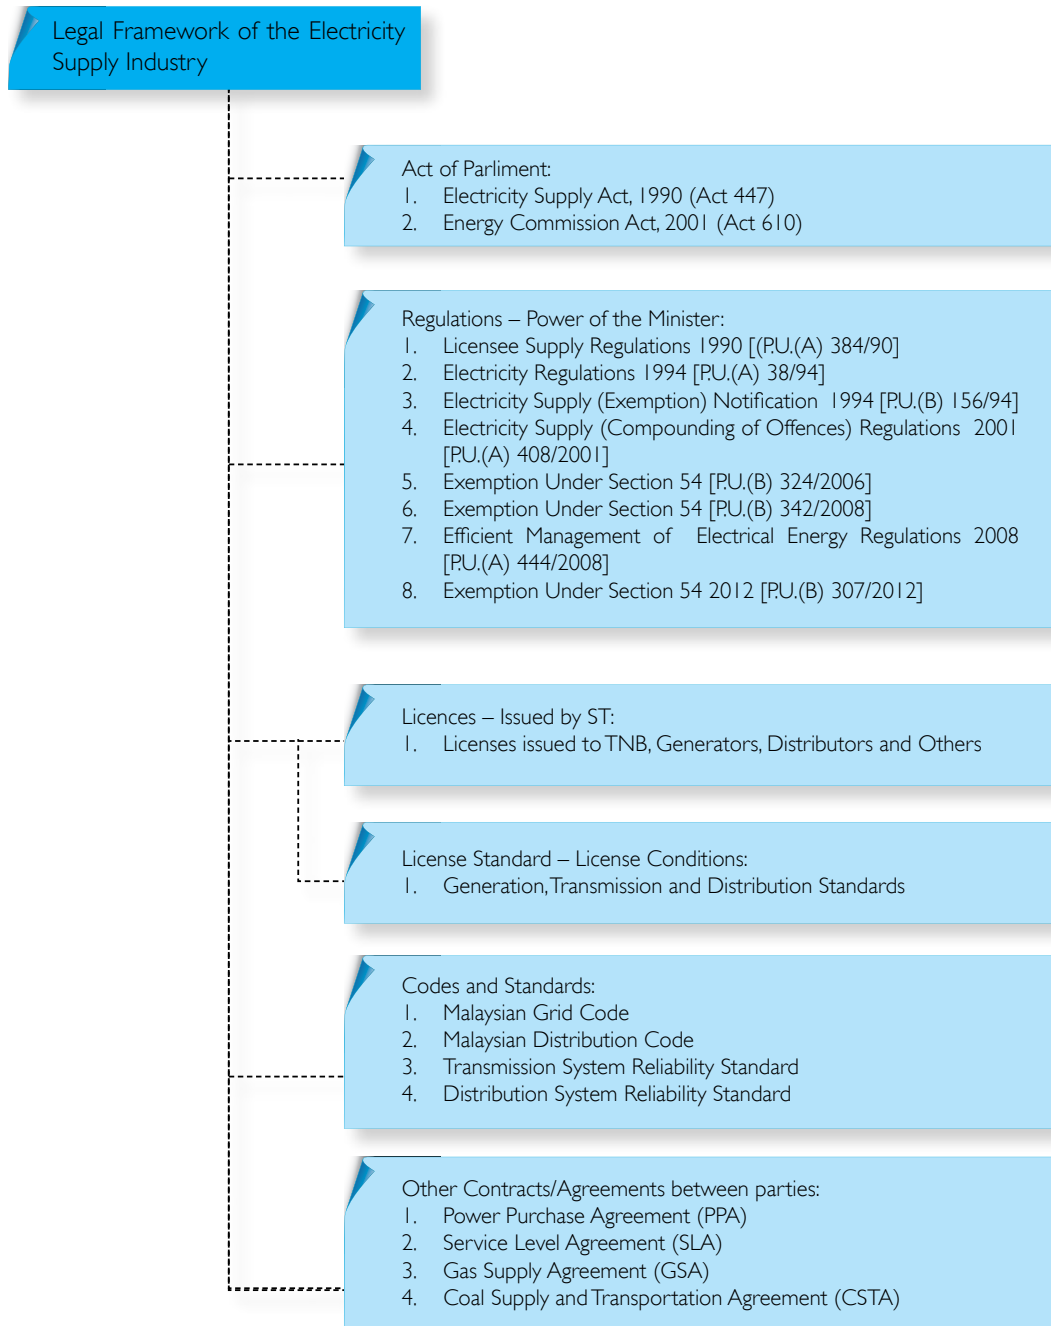 Legal Framework of the Electricity
Supply Industry
Act of Parliment:
1. Electricity Supply Act, 1990 (Act 447)
2. Energy Commission Act, 2001 (Act 610)
Regulations – Power of the Minister:
1. Licensee Supply Regulations 1990 [(P.U.(A) 384/90]
2. Electricity Regulations 1994 [P.U.(A) 38/94]
3. Electricity Supply (Exemption) Notification 1994 [P.U.(B) 156/94]
4. Electricity Supply (Compounding of Offences) Regulations 2001
[P.U.(A) 408/2001]
5. Exemption Under Section 54 [P.U.(B) 324/2006]
6. Exemption Under Section 54 [P.U.(B) 342/2008]
7. Efficient Management of Electrical Energy Regulations 2008
[P.U.(A) 444/2008]
8. Exemption Under Section 54 2012 [P.U.(B) 307/2012]
Licences – Issued by ST:
1. Licenses issued to TNB, Generators, Distributors and Others
License Standard – License Conditions:
1. Generation, Transmission and Distribution Standards
Codes and Standards:
1. Malaysian Grid Code
2. Malaysian Distribution Code
3. Transmission System Reliability Standard
4. Distribution System Reliability Standard
Other Contracts/Agreements between parties:
1. Power Purchase Agreement (PPA)
2. Service Level Agreement (SLA)
3. Gas Supply Agreement (GSA)
4. Coal Supply and Transportation Agreement (CSTA)